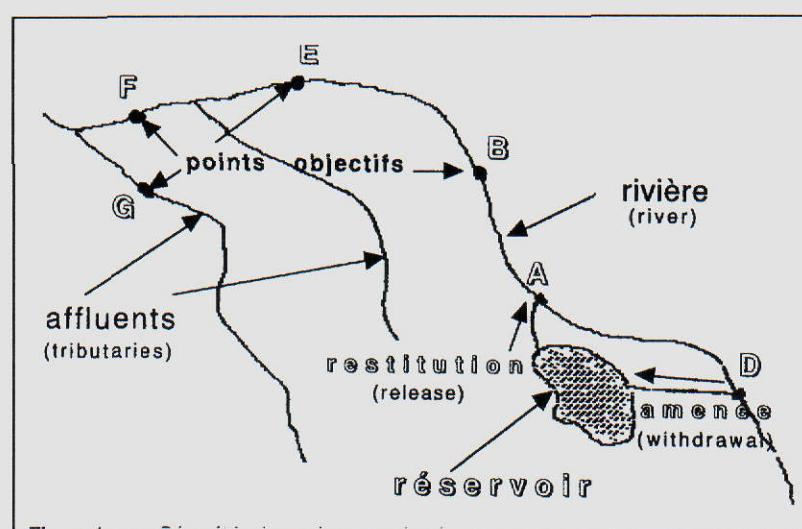 E
F
B
points objectifs
G
rivière
(river)
A
affluents
(tributaries)
restitution
(release)
D
amenée
(withdrawal)
réservoir